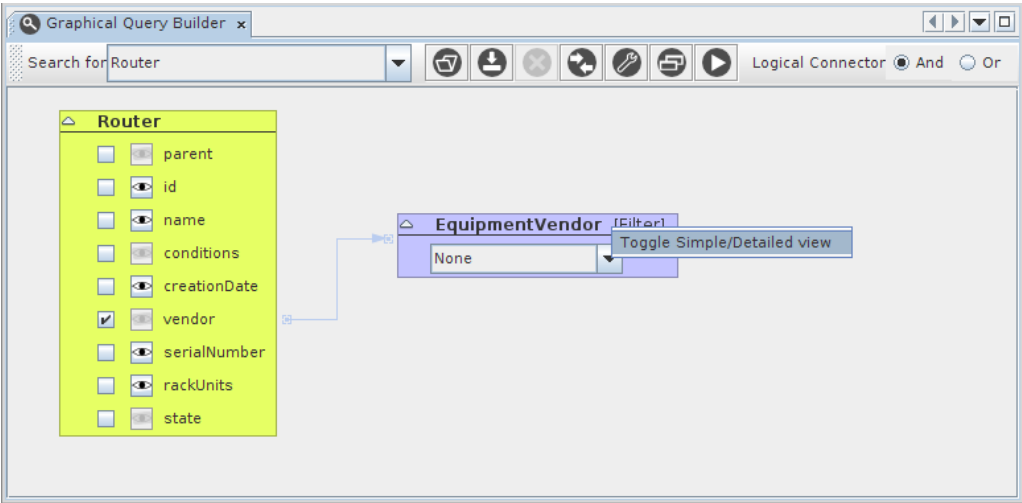 Graphical Query Builder x
Search for Router Logical Connector And Or
Router
parent
id
name
conditions
creationDate
vendor
serialNumber
rackUnits
state
EquipmentVendor [Filter]
Toggle Simple/Detailed view
None